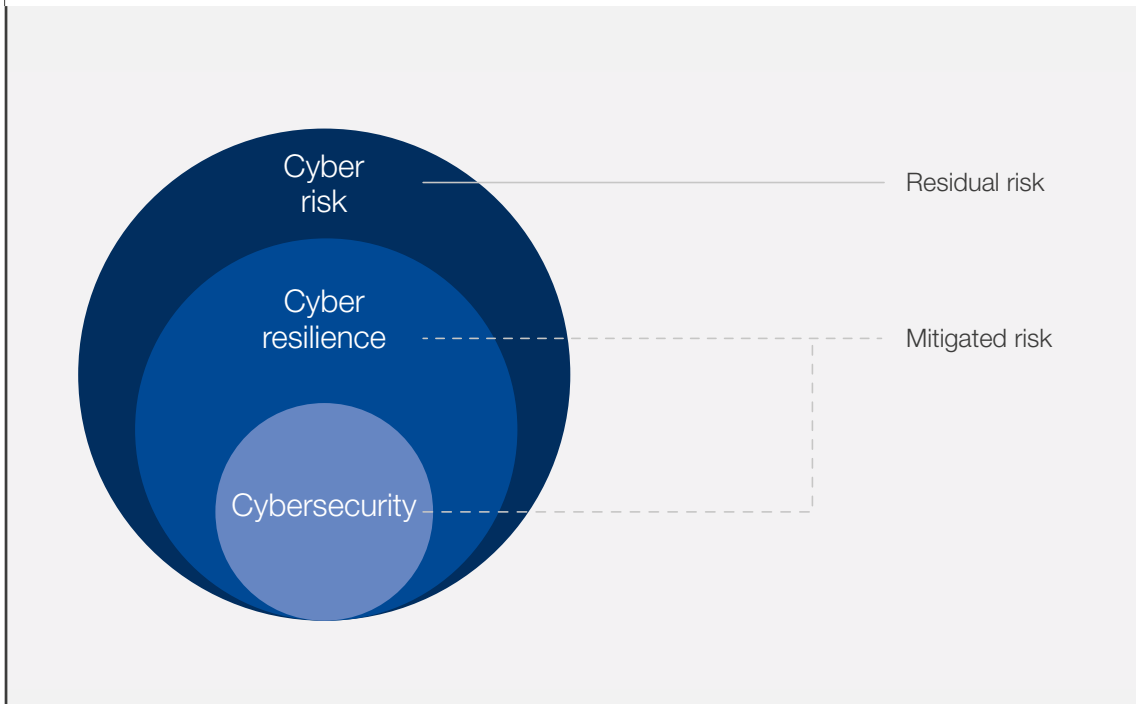 Cyber
risk
Residual risk
Cyber
resilience
Mitigated risk
Cybersecurity